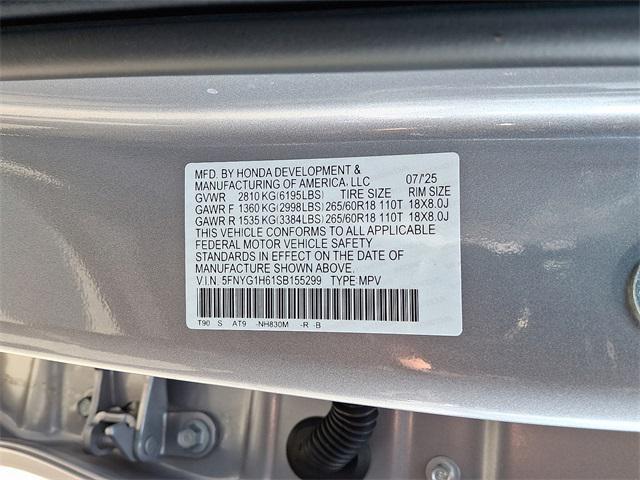 MFD. BY HONDA DEVELOPMENT &
MANUFACTURING OF AMERICA, LLC 07/'25
GVWR 2810 KG(6195LBS) TIRE SIZE RIM SIZE
GAWR F 1360 KG(2998LBS) 265/60R18 110T 18X8.0J
GAWR R 1535 KG(3384LBS) 265/60R18 110T 18X8.0J
THIS VEHICLE CONFORMS TO ALL APPLICABLE
FEDERAL MOTOR VEHICLE SAFETY
STANDARDS IN EFFECT ON THE DATE OF
MANUFACTURE SHOWN ABOVE.
V.I.N: 5FNYG1H61SB155299 TYPE:MPV
T90 S AT9 -NH830M -R -B